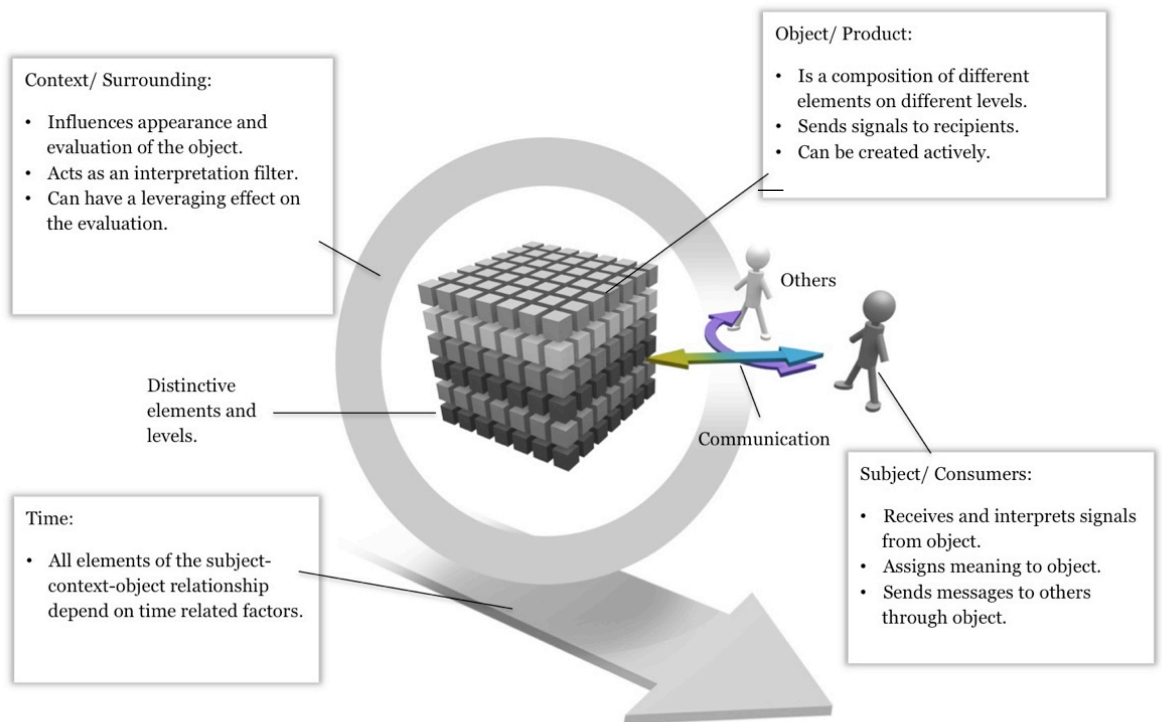 Object/ Product:
• Is a composition of different
elements on different levels.
• Sends signals to recipients.
• Can be created actively.
Context/ Surrounding:
• Influences appearance and
evaluation of the object.
• Acts as an interpretation filter.
• Can have a leveraging effect on
the evaluation.
Others
Distinctive
elements and
levels.
Communication
Subject/ Consumers:
• Receives and interprets signals
from object.
• Assigns meaning to object.
• Sends messages to others
through object.
Time:
• All elements of the subject-
context-object relationship
depend on time related factors.